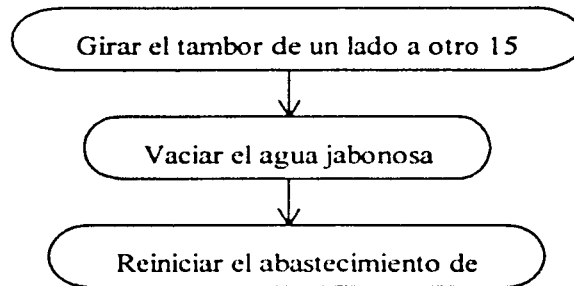 Girar el tambor de un lado a otro 15
Vaciar el agua jabonosa
Reiniciar el abastecimiento de